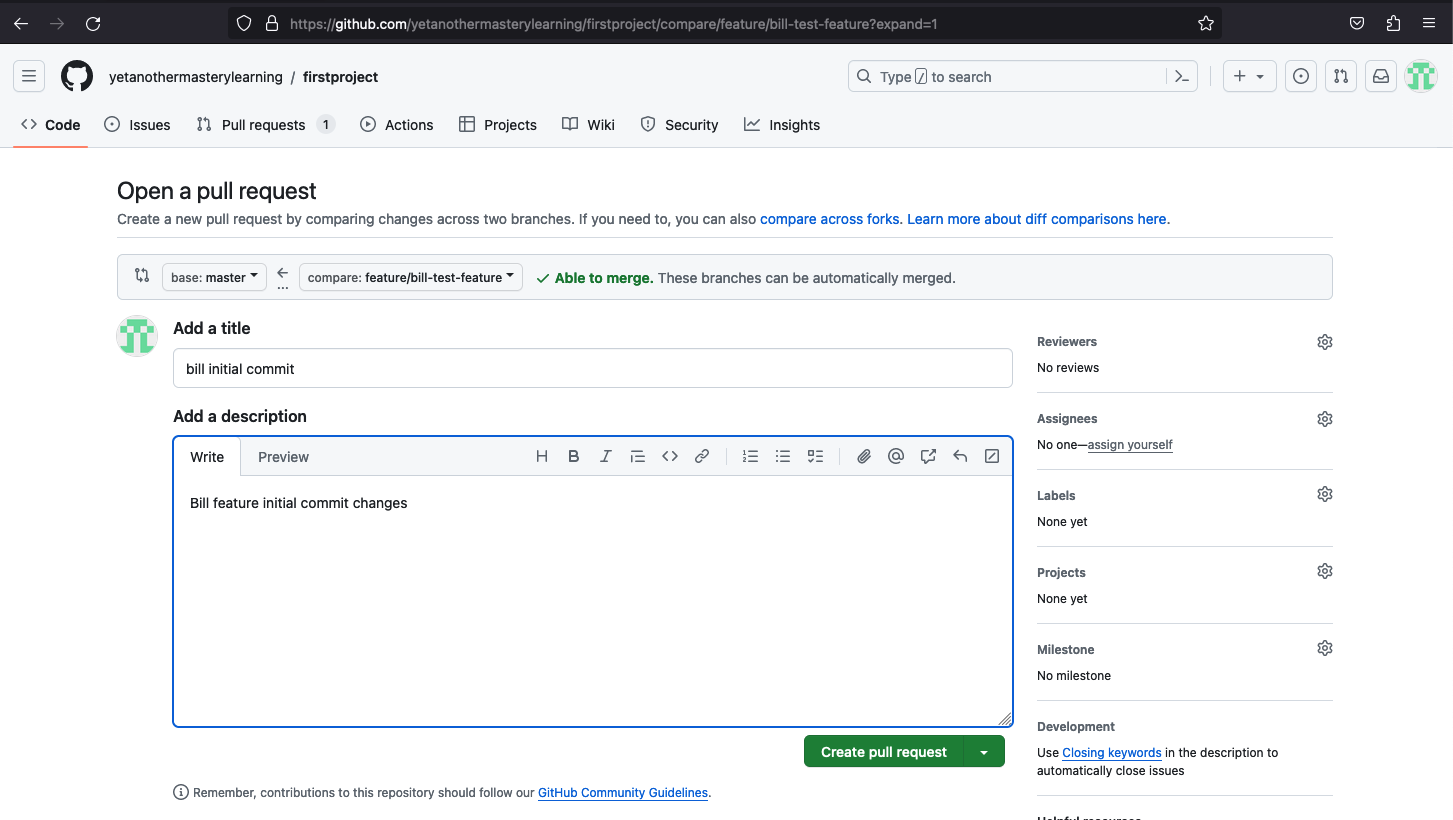 https://github.com/yetanothermasterylearning/firstproject/compare/feature/bill-test-feature?expand=1
yetanothermasterylearning / firstproject
Type / to search
Code Issues Pull requests 1 Actions Projects Wiki Security Insights
Open a pull request
Create a new pull request by comparing changes across two branches. If you need to, you can also compare across forks. Learn more about diff comparisons here.
base: master compare: feature/bill-test-feature Able to merge. These branches can be automatically merged.
Add a title
bill initial commit
Add a description
Write Preview
Bill feature initial commit changes
Create pull request
Remember, contributions to this repository should follow our GitHub Community Guidelines.
Reviewers
No reviews
Assignees
No one—assign yourself
Labels
None yet
Projects
None yet
Milestone
No milestone
Development
Use Closing keywords in the description to
automatically close issues
Helpful resources